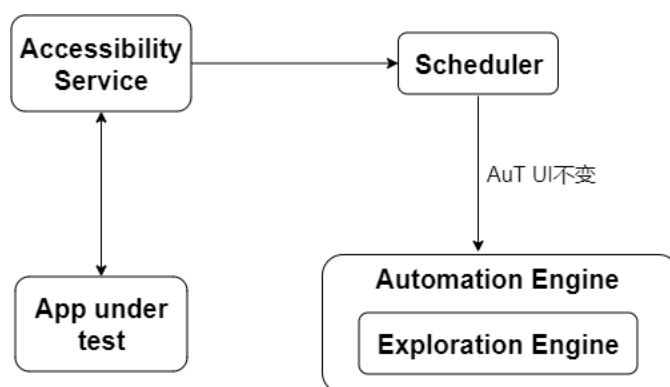 Accessibility
Service
Scheduler
AuT UI不变
App under
test
Automation Engine
Exploration Engine